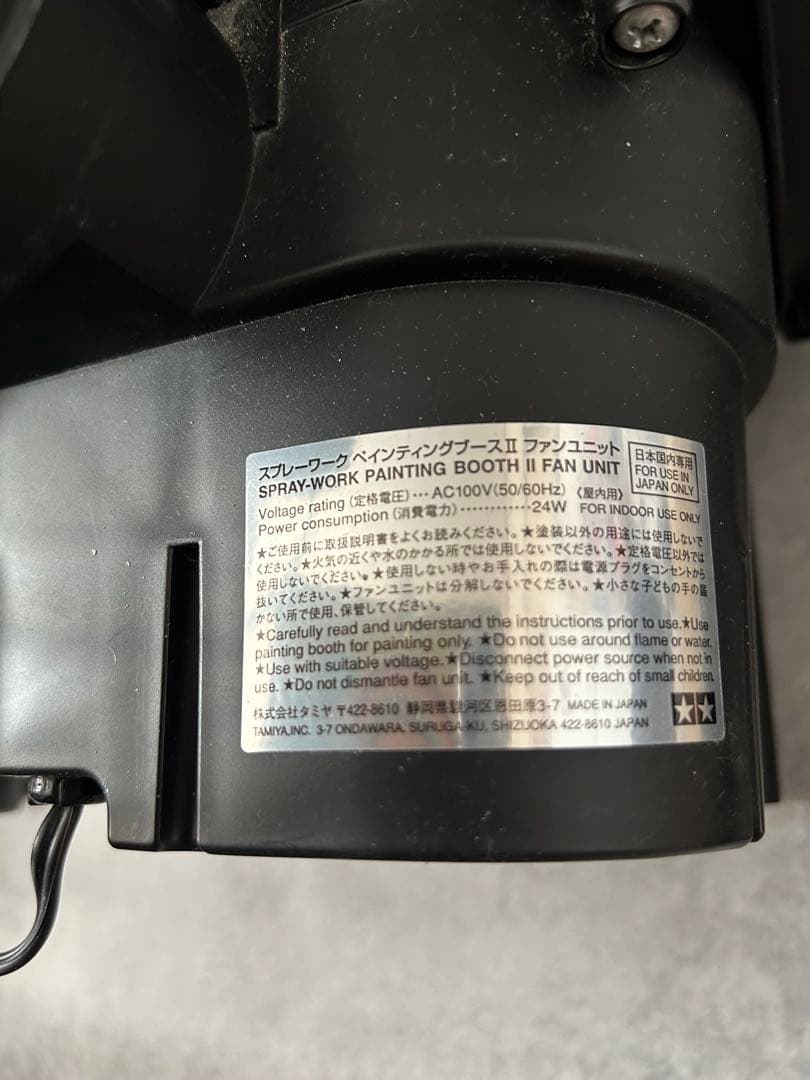 スプレーワーク ペインティングブースⅡ ファンユニット
SPRAY-WORK PAINTING BOOTH II FAN UNIT
日本国内専用
FOR USE IN
JAPAN ONLY
Voltage rating (定格電圧)… AC100V(50/60Hz) 《屋内用》
Power consumption (消費電力)…………24W FOR INDOOR USE ONLY
★ご使用前に取扱説明書をよくお読みください。★塗装以外の用途には使用しないで
ください。★火気の近くや水のかかる所では使用しないでください。★定格電圧以外では
使用しないでください。★使用しない時やお手入れの際は電源プラグをコンセントから
抜いてください。★ファンユニットは分解しないでください。★小さな子どもの手の届
かない所で使用、保管してください。
★Carefully read and understand the instructions prior to use.★Use
painting booth for painting only. ★Do not use around flame or water.
★Use with suitable voltage.★Disconnect power source when not in
use. ★Do not dismantle fan unit. ★Keep out of reach of small children.
株式会社タミヤ 〒422-8610 静岡県駿河区恩田原3-7 MADE IN JAPAN
TAMIYA,INC. 3-7 ONDAWARA, SURUGA-KU, SHIZUOKA 422-8610 JAPAN